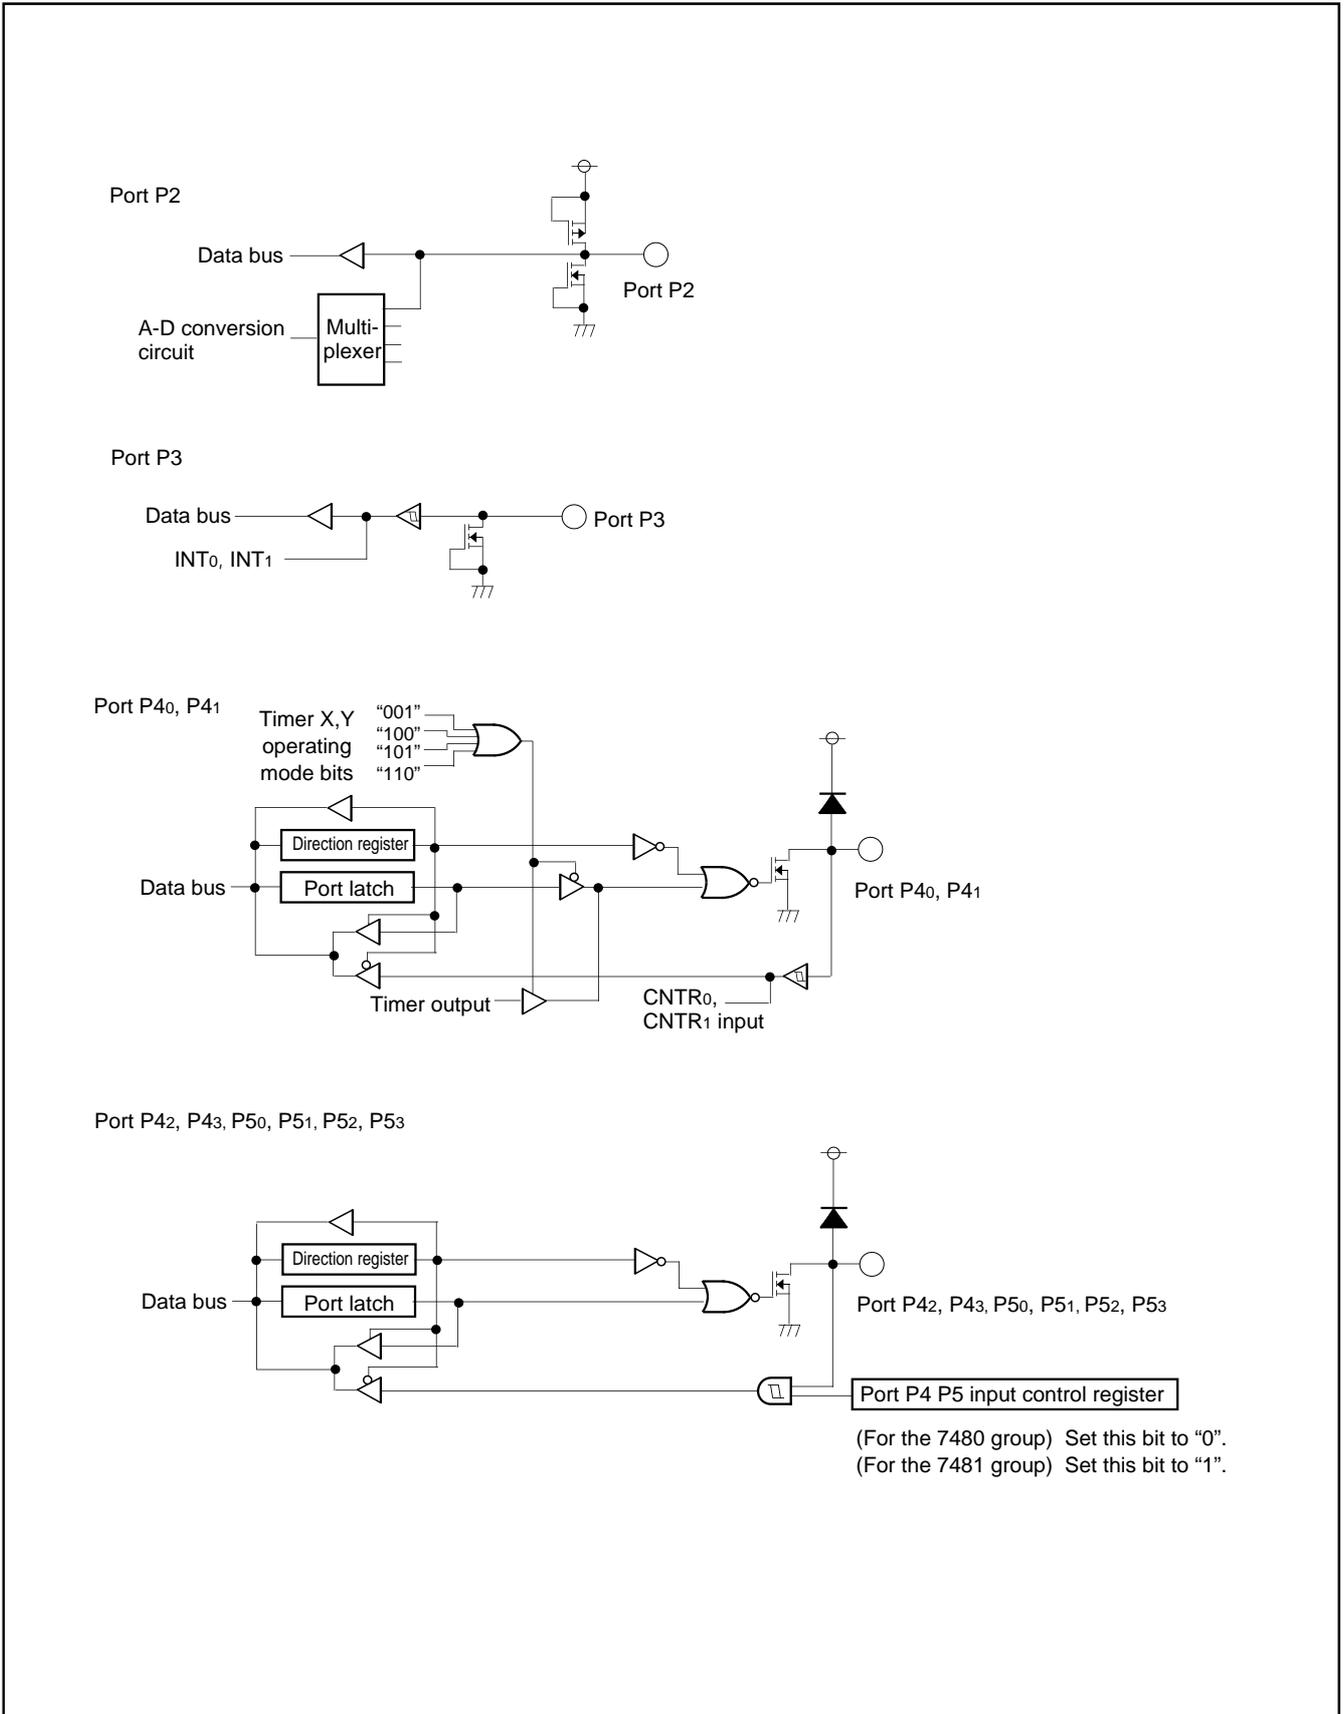 Port P2
Data bus
Port P2
A-D conversion
circuit
Multi-
plexer
Port P3
Data bus
Port P3
INT0, INT1
Port P40, P41
Timer X,Y
operating
mode bits
“001”
“100”
“101”
“110”
Direction register
Data bus
Port latch
Port P40, P41
Timer output
CNTR0,
CNTR1 input
Port P42, P43, P50, P51, P52, P53
Direction register
Data bus
Port latch
Port P42, P43, P50, P51, P52, P53
Port P4 P5 input control register
(For the 7480 group) Set this bit to “0”.
(For the 7481 group) Set this bit to “1”.